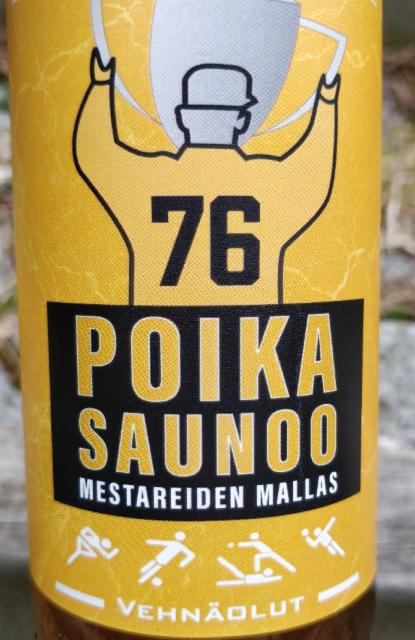 76
POIKA
SAUNOO
MESTAREIDEN MALLAS
VEHNÄOLUT